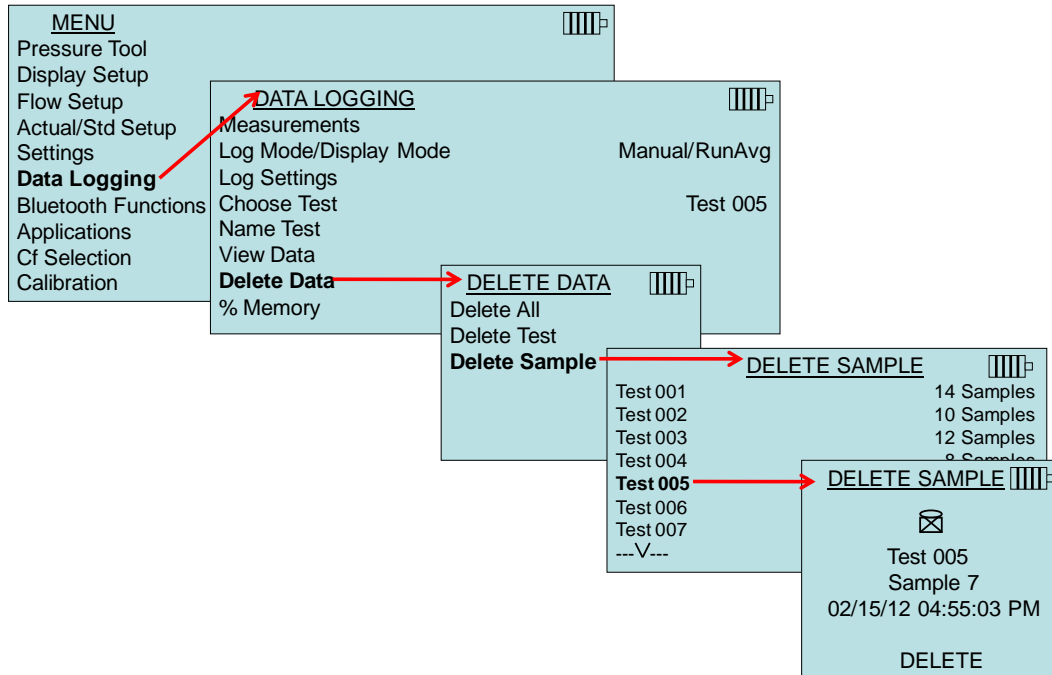 MENU
Pressure Tool
Display Setup
Flow Setup
Actual/Std Setup
Settings
Data Logging
Bluetooth Functions
Applications
Cf Selection
Calibration
DATA LOGGING
Measurements
Log Mode/Display Mode Manual/RunAvg
Log Settings
Choose Test Test 005
Name Test
View Data
Delete Data
% Memory
DELETE DATA
Delete All
Delete Test
Delete Sample
DELETE SAMPLE
Test 001 14 Samples
Test 002 10 Samples
Test 003 12 Samples
Test 004 8 Samples
Test 005
Test 006
Test 007
---V---
DELETE SAMPLE
Test 005
Sample 7
02/15/12 04:55:03 PM
DELETE